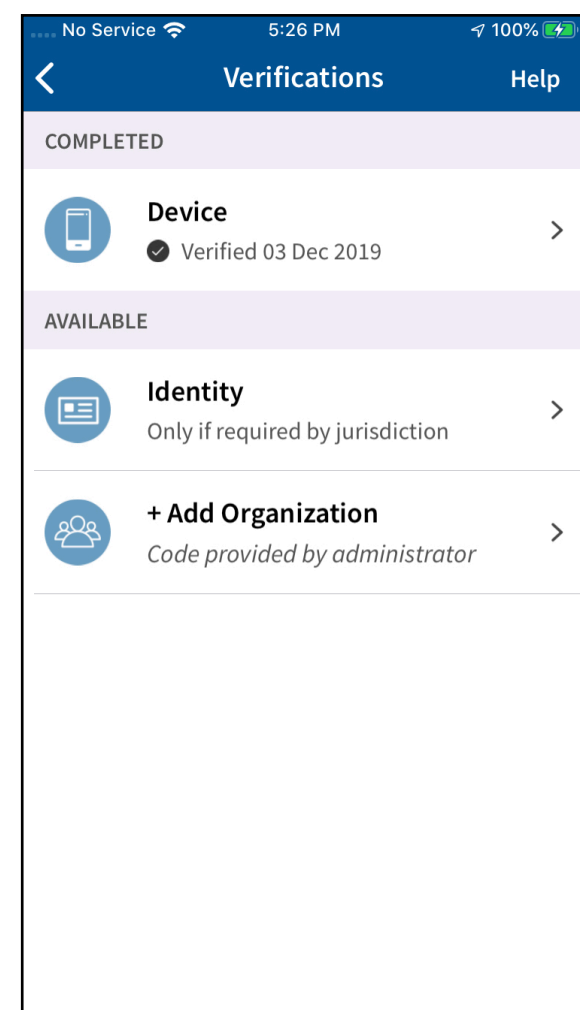 No Service 5:26 PM 100%
Verifications Help
COMPLETED
Device
Verified 03 Dec 2019
AVAILABLE
Identity
Only if required by jurisdiction
+ Add Organization
Code provided by administrator